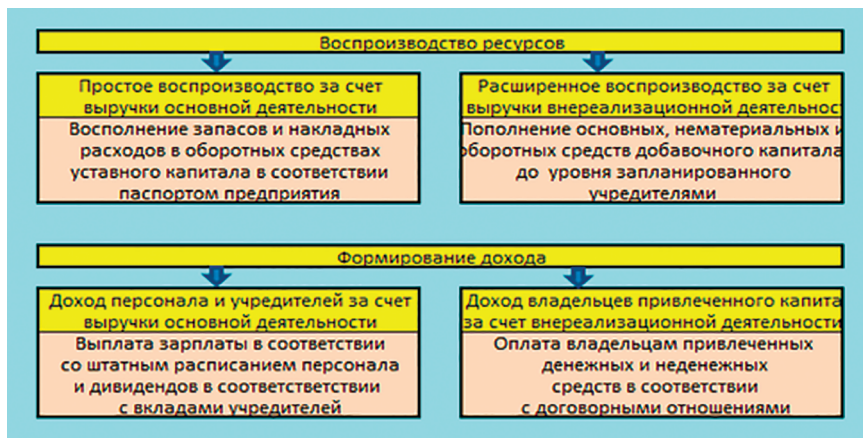 Воспроизводство ресурсов
Простое воспроизводство за счет
выручки основной деятельности
Восполнение запасов и накладных
расходов в оборотных средствах
уставного капитала в соответствии
паспортом предприятия
Расширенное воспроизводство за счет
выручки внереализационной деятельност
Пополнение основных, нематериальных и
оборотных средств добавочного капитала
до уровня запланированного
учредителями
Формирование дохода
Доход персонала и учредителей за счет
выручки основной деятельности
Выплата зарплаты в соответствии
со штатным расписанием персонала
и дивидендов в соответстветствии
с вкладами учредителей
Доход владельцев привлеченного капита
за счет внереализационной деятельности
Оплата владельцам привлеченных
денежных и неденежных
средств в соответствии
с договорными отношениями